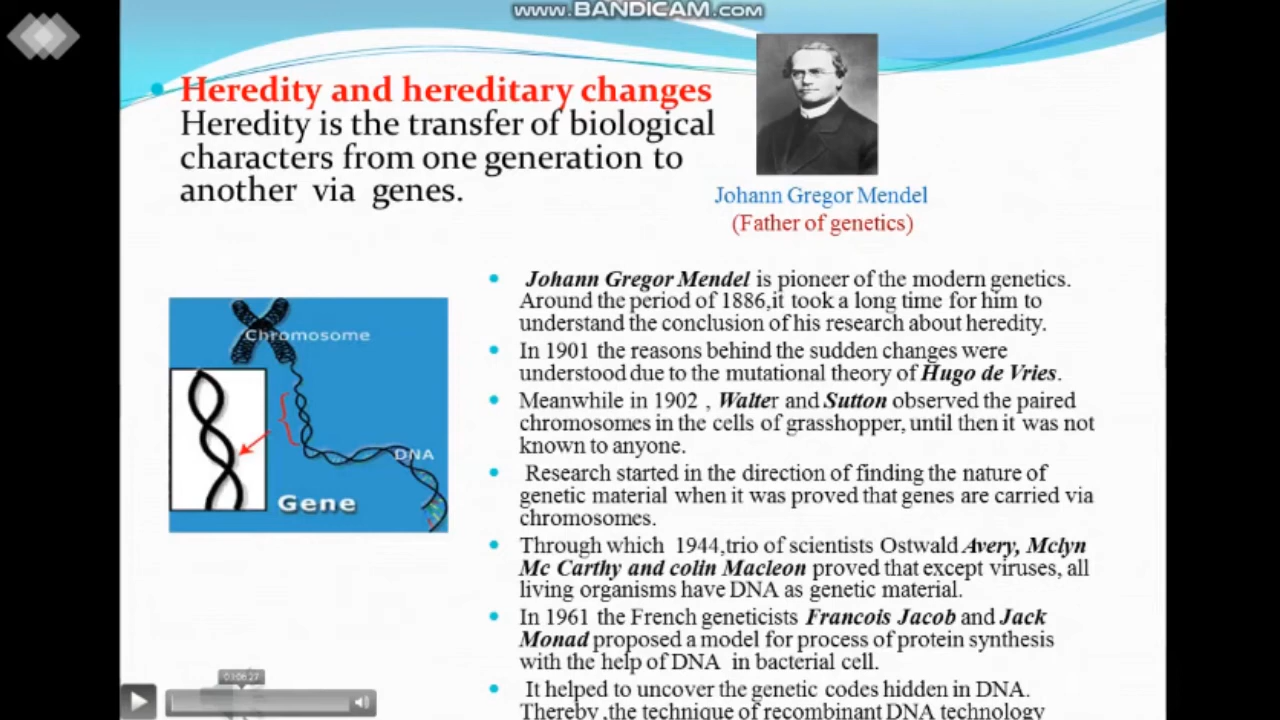 www.BANDICAM.com
Heredity and hereditary changes
Heredity is the transfer of biological
characters from one generation to
another via genes.
Johann Gregor Mendel
(Father of genetics)
Chromosome
DNA
Gene
Johann Gregor Mendel is pioneer of the modern genetics.
Around the period of 1886,it took a long time for him to
understand the conclusion of his research about heredity.
In 1901 the reasons behind the sudden changes were
understood due to the mutational theory of Hugo de Vries.
Meanwhile in 1902 , Walter and Sutton observed the paired
chromosomes in the cells of grasshopper, until then it was not
known to anyone.
Research started in the direction of finding the nature of
genetic material when it was proved that genes are carried via
chromosomes.
Through which 1944,trio of scientists Ostwald Avery, Mclyn
Mc Carthy and colin Macleon proved that except viruses, all
living organisms have DNA as genetic material.
In 1961 the French geneticists Francois Jacob and Jack
Monad proposed a model for process of protein synthesis
with the help of DNA in bacterial cell.
It helped to uncover the genetic codes hidden in DNA.
Thereby ,the technique of recombinant DNA technology